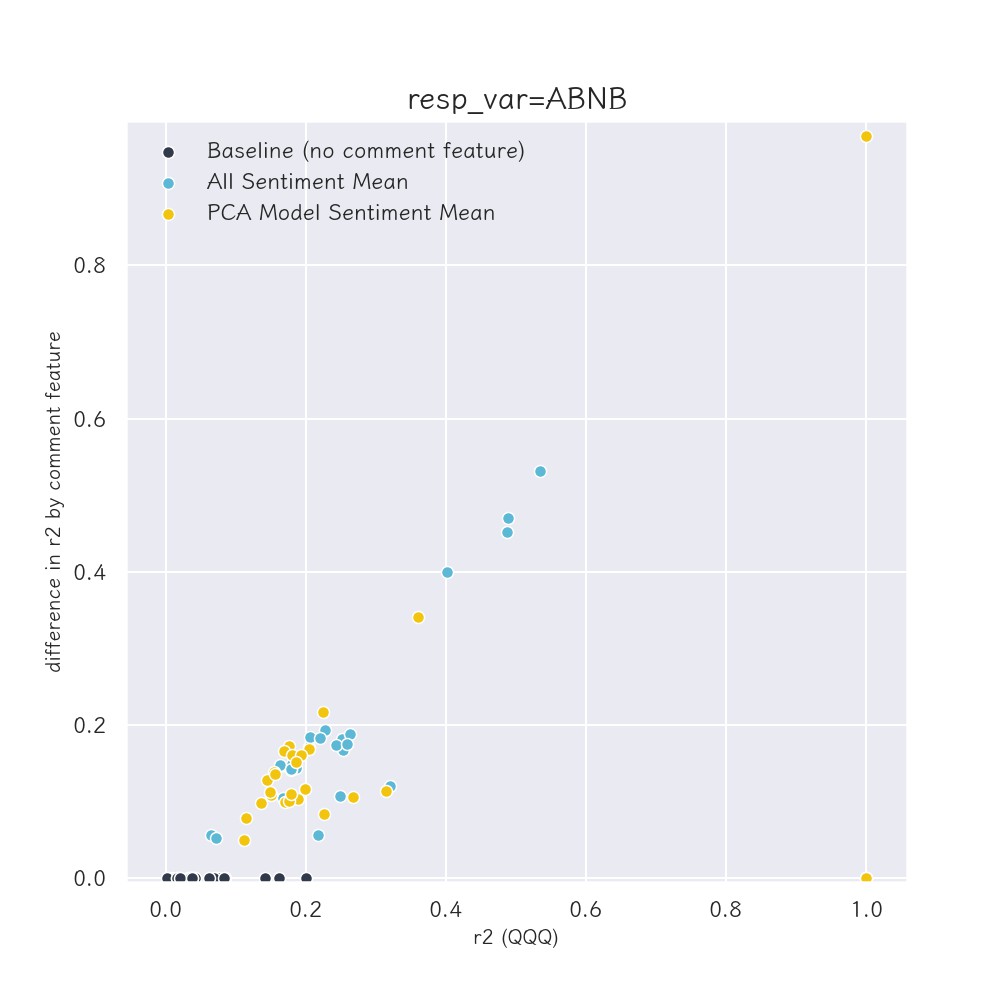 resp_var=ABNB
Baseline (no comment feature)
All Sentiment Mean
PCA Model Sentiment Mean
0.8
0.6
0.4
0.2
0.0
difference in r2 by comment feature
0.0 0.2 0.4 0.6 0.8 1.0
r2 (QQQ)